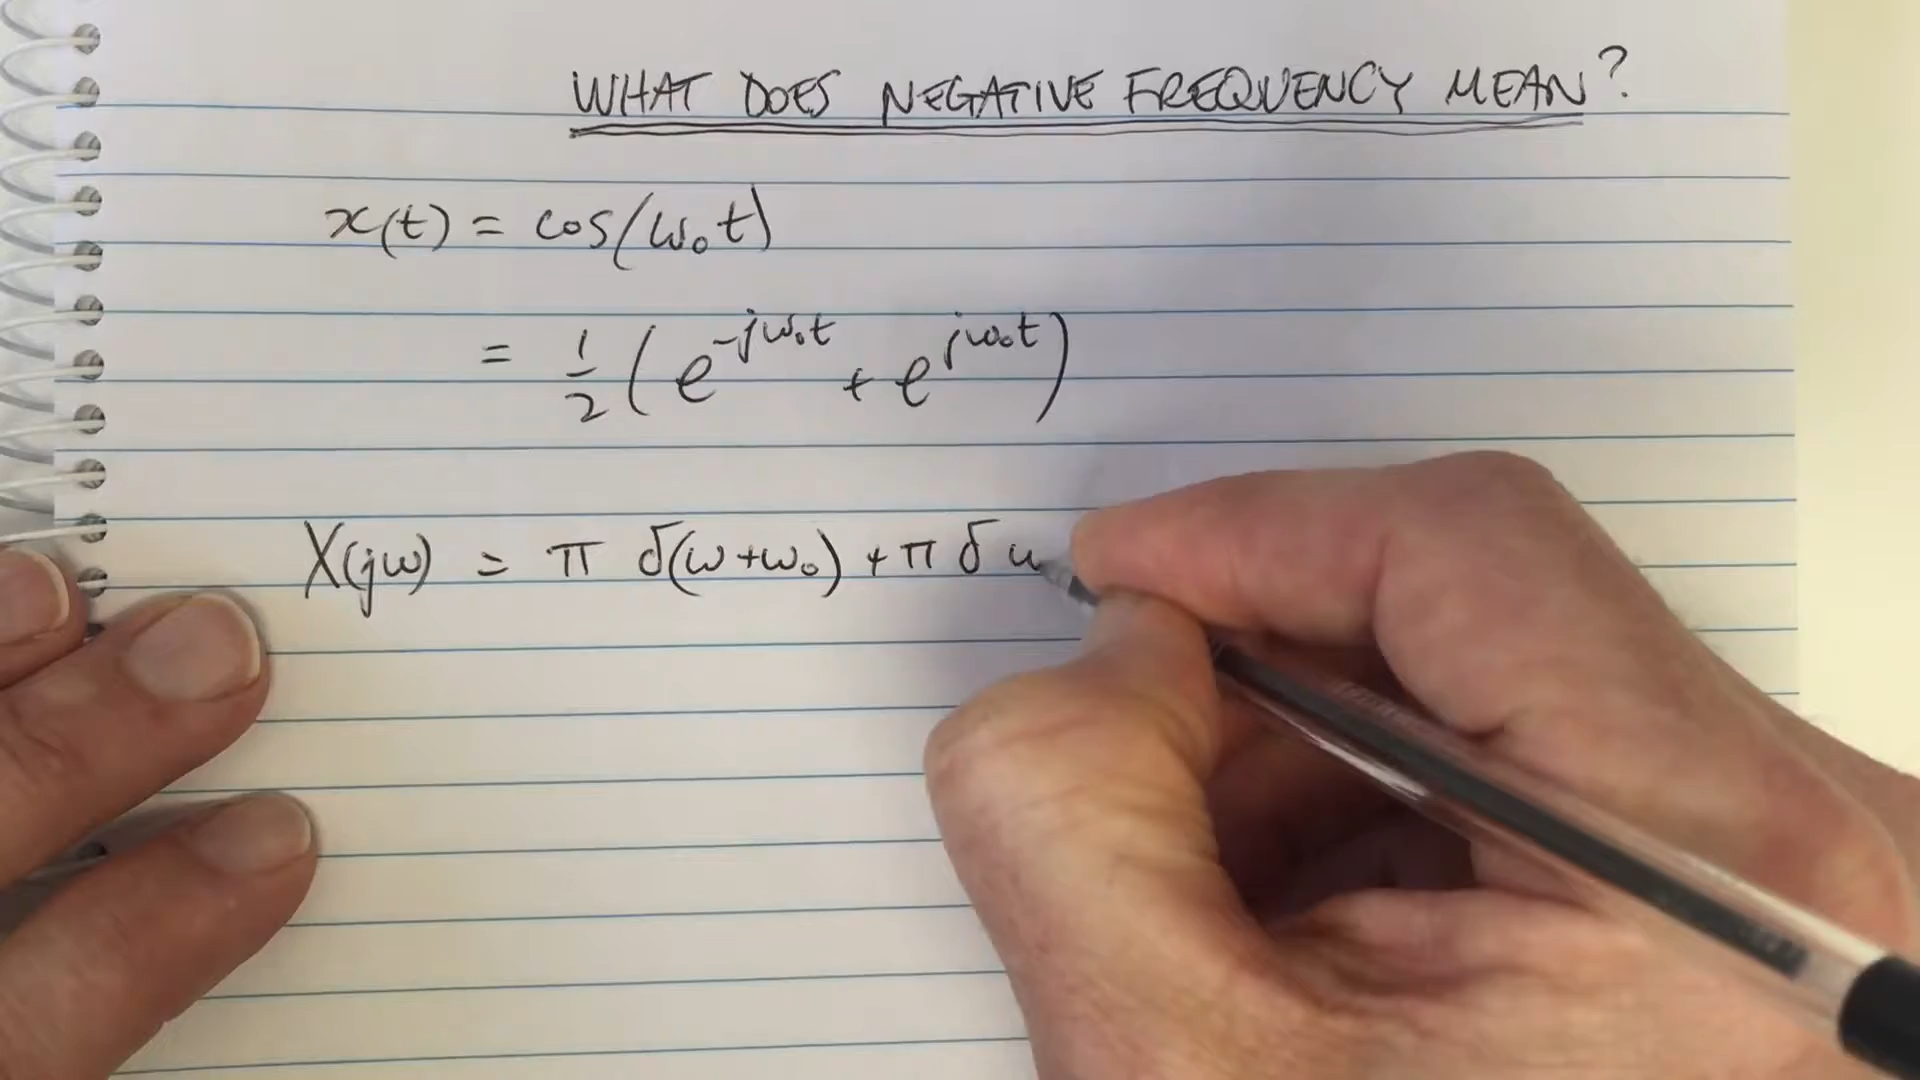 WHAT DOES NEGATIVE FREQUENCY MEAN?
x(t) = cos(ω₀t)
= 1/2 (e^{-jω₀t} + e^{jω₀t})
X(jω) = π δ(ω+ω₀) + π δ